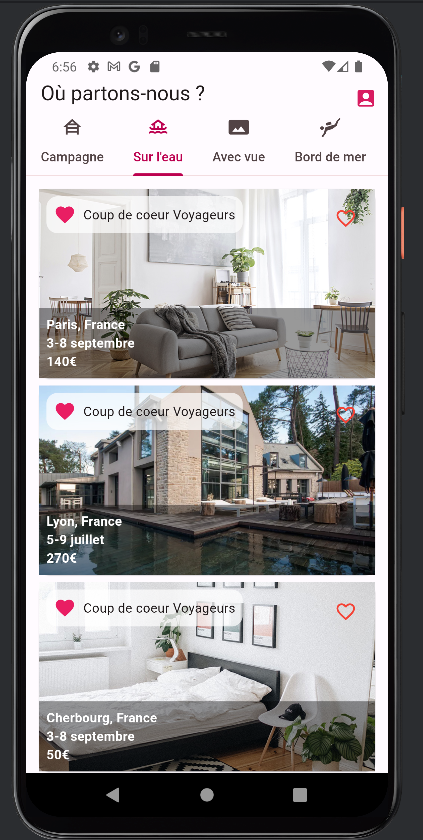 6:56
Où partons-nous ?
Campagne
Sur l'eau
Avec vue
Bord de mer
Coup de coeur Voyageurs
Paris, France
3-8 septembre
140€
Coup de coeur Voyageurs
Lyon, France
5-9 juillet
270€
Coup de coeur Voyageurs
Cherbourg, France
3-8 septembre
50€